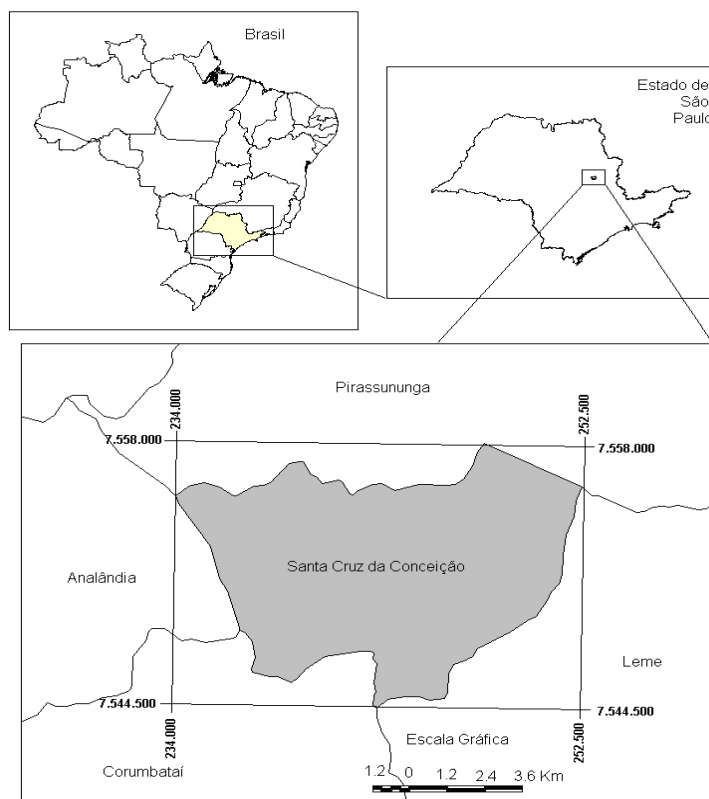 Brasil
Estado de
São
Paulo
Pirassununga
234.000
252.500
7.558.000
7.558.000
Santa Cruz da Conceição
Analândia
Leme
7.544.500
7.544.500
234.000
252.500
Escala Gráfica
Corumbataí
1.2 0 1.2 2.4 3.6 Km